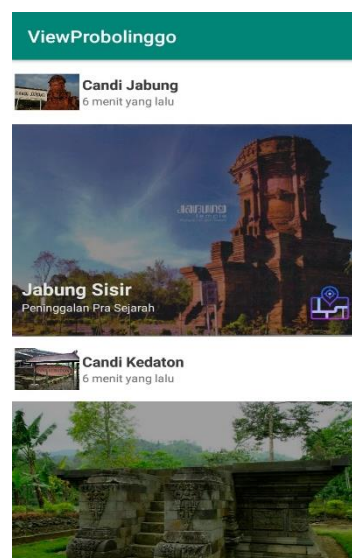 ViewProbolinggo
Candi Jabung
6 menit yang lalu
Jabung Sisir
Peninggalan Pra Sejarah
Candi Kedaton
6 menit yang lalu